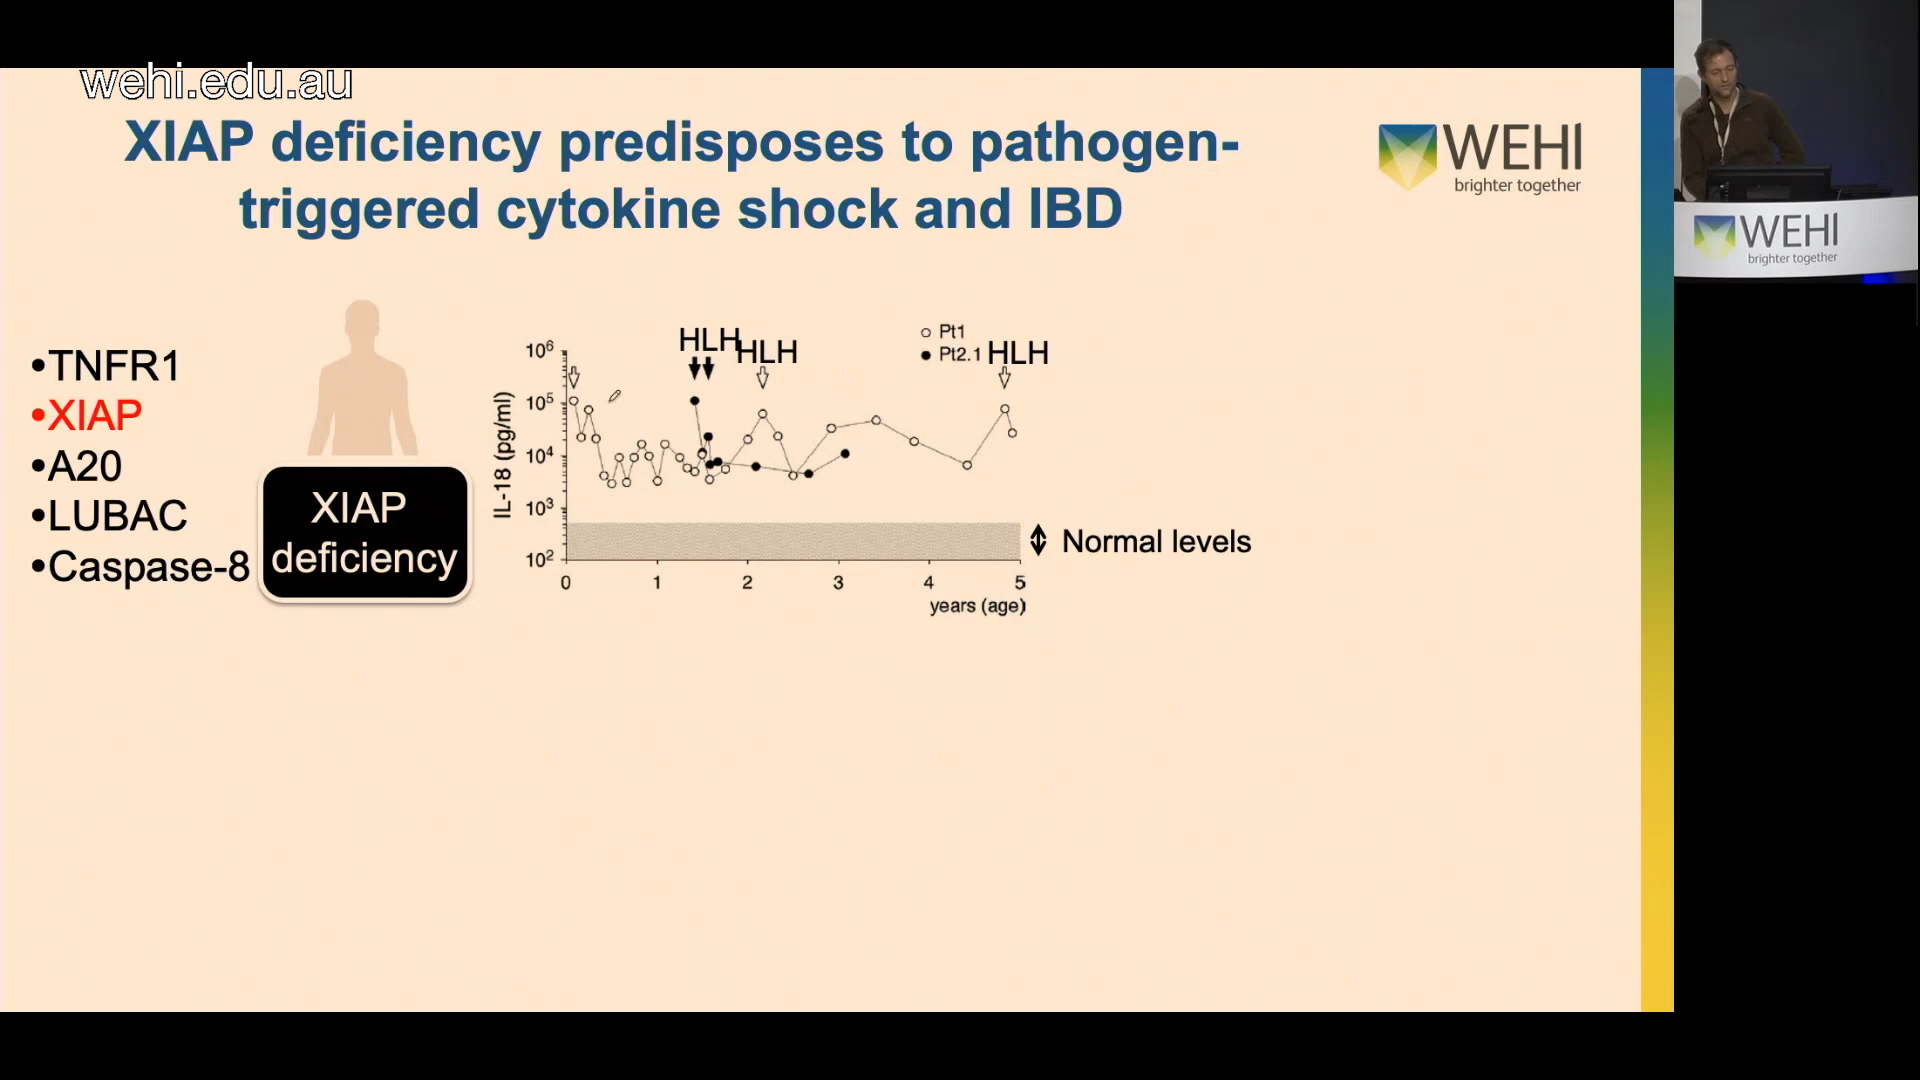 wehi.edu.au
XIAP deficiency predisposes to pathogen-
triggered cytokine shock and IBD
WEHI
brighter together
WEHI
brighter together
•TNFR1
•XIAP
•A20
•LUBAC
•Caspase-8
XIAP
deficiency
HLH
HLH
Pt1
Pt2.1
HLH
IL-18 (pg/ml)
10⁶
10⁵
10⁴
10³
10²
0 1 2 3 4 5
years (age)
Normal levels